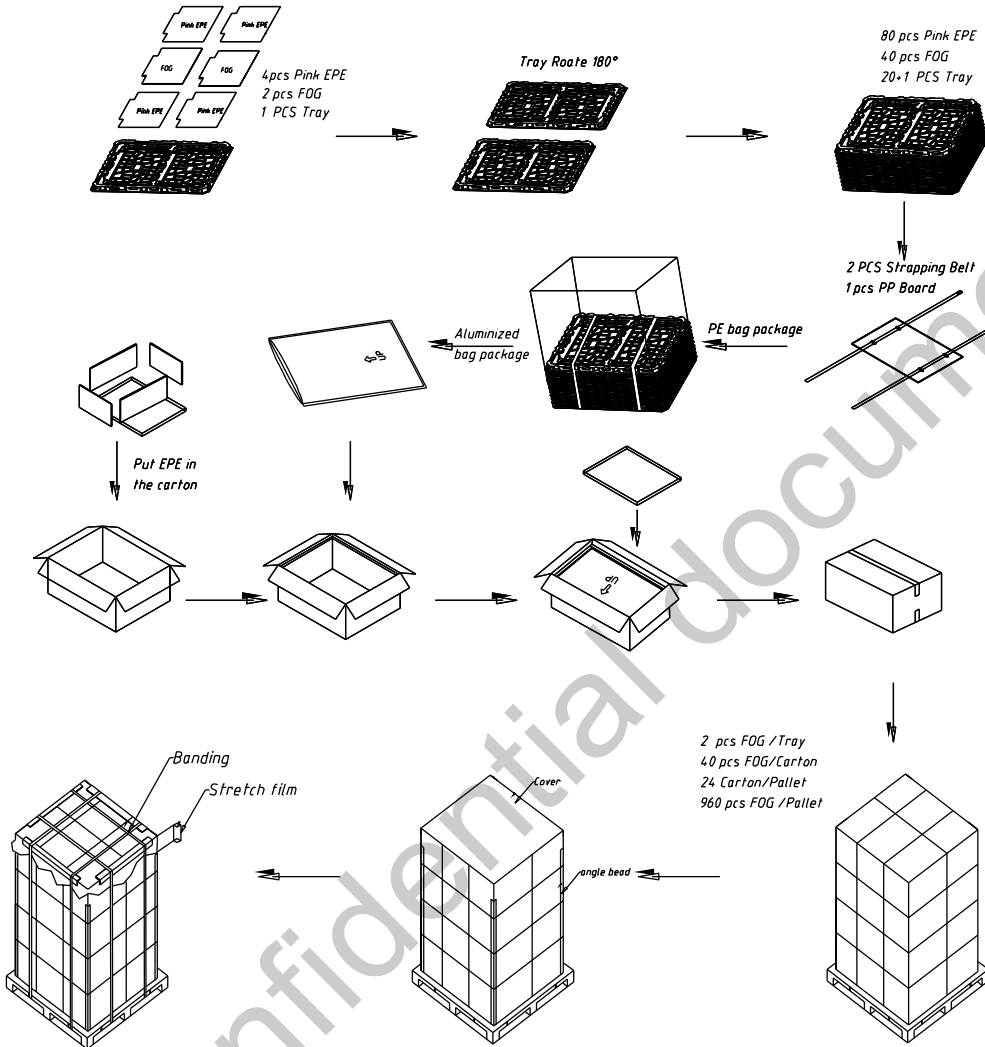 Pink EPE
Pink EPE
FOG
FOG
Pink EPE
Pink EPE
4pcs Pink EPE
2 pcs FOG
1 PCS Tray
Tray Roate 180°
80 pcs Pink EPE
40 pcs FOG
20+1 PCS Tray
2 PCS Strapping Belt
1 pcs PP Board
PE bag package
Aluminized
bag package
up
Put EPE in
the carton
UP
2 pcs FOG /Tray
40 pcs FOG/Carton
24 Carton/Pallet
960 pcs FOG /Pallet
Cover
angle bead
Banding
Stretch film
nfidential docume